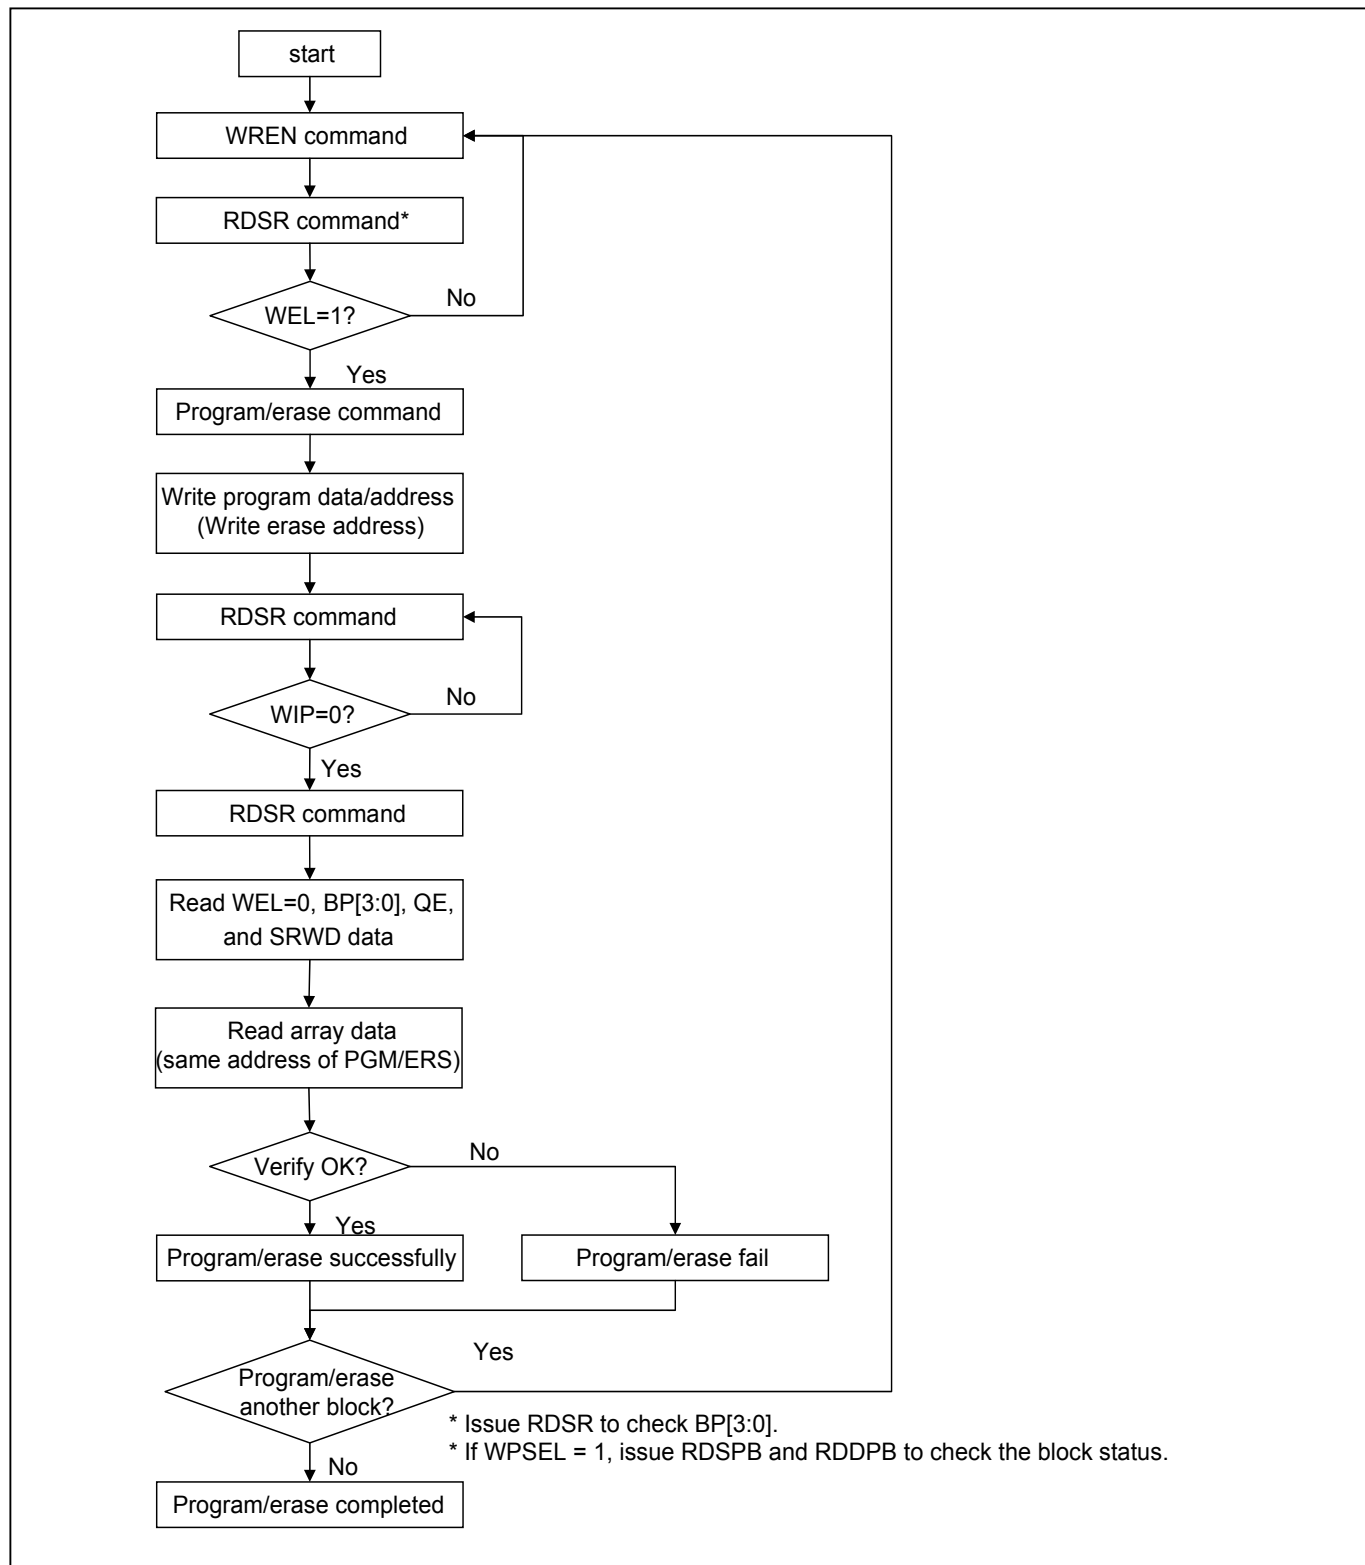 start
WREN command
RDSR command*
WEL=1?
No
Yes
Program/erase command
Write program data/address
(Write erase address)
RDSR command
WIP=0?
No
Yes
RDSR command
Read WEL=0, BP[3:0], QE,
and SRWD data
Read array data
(same address of PGM/ERS)
Verify OK?
No
Yes
Program/erase successfully
Program/erase fail
Yes
Program/erase
another block?
* Issue RDSR to check BP[3:0].
* If WPSEL = 1, issue RDSPB and RDDPB to check the block status.
No
Program/erase completed